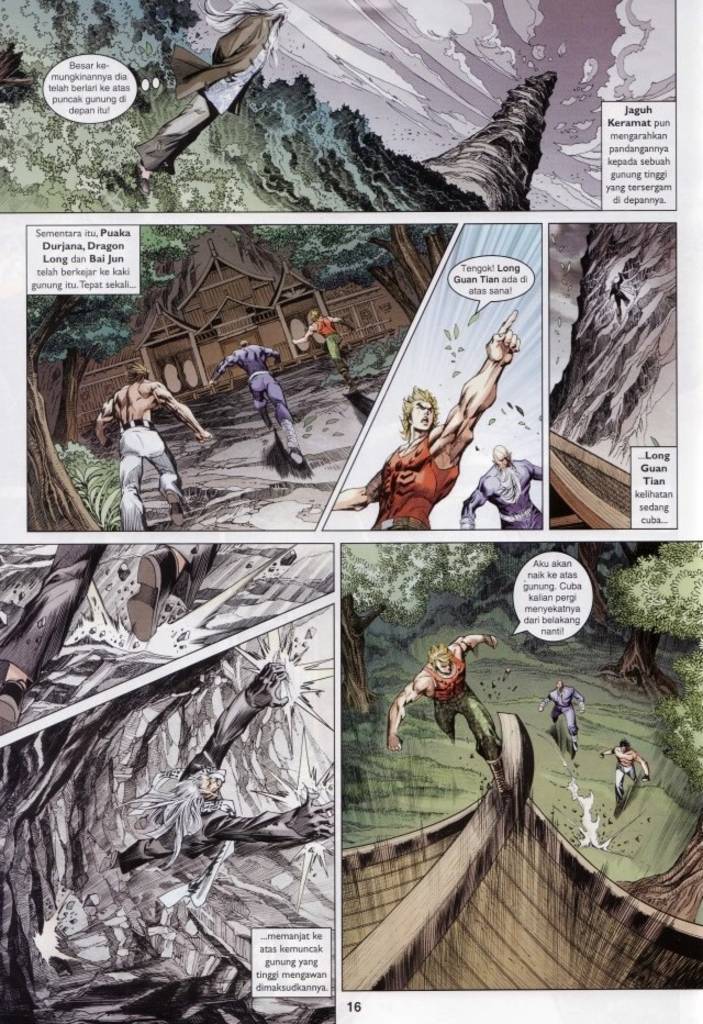 Besar ke-
mungkinannya dia
telah berlari ke atas
puncak gunung di
depan itu!
Jaguh
Keramat pun
mengarahkan
pandangannya
kepada sebuah
gunung tinggi
yang tersergam
di depannya.
Sementara itu, Puaka
Durjana, Dragon
Long dan Bai Jun
telah berkejar ke kaki
gunung itu. Tepat sekali...
Tengok! Long
Guan Tian ada di
atas sana!
...Long
Guan
Tian
kelihatan
sedang
cuba...
Aku akan
naik ke atas
gunung. Cuba
kalian pergi
menyekatnya
dari belakang
nanti!
...memanjat ke
atas kemuncak
gunung yang
tinggi mengawan
dimaksudkannya.
16